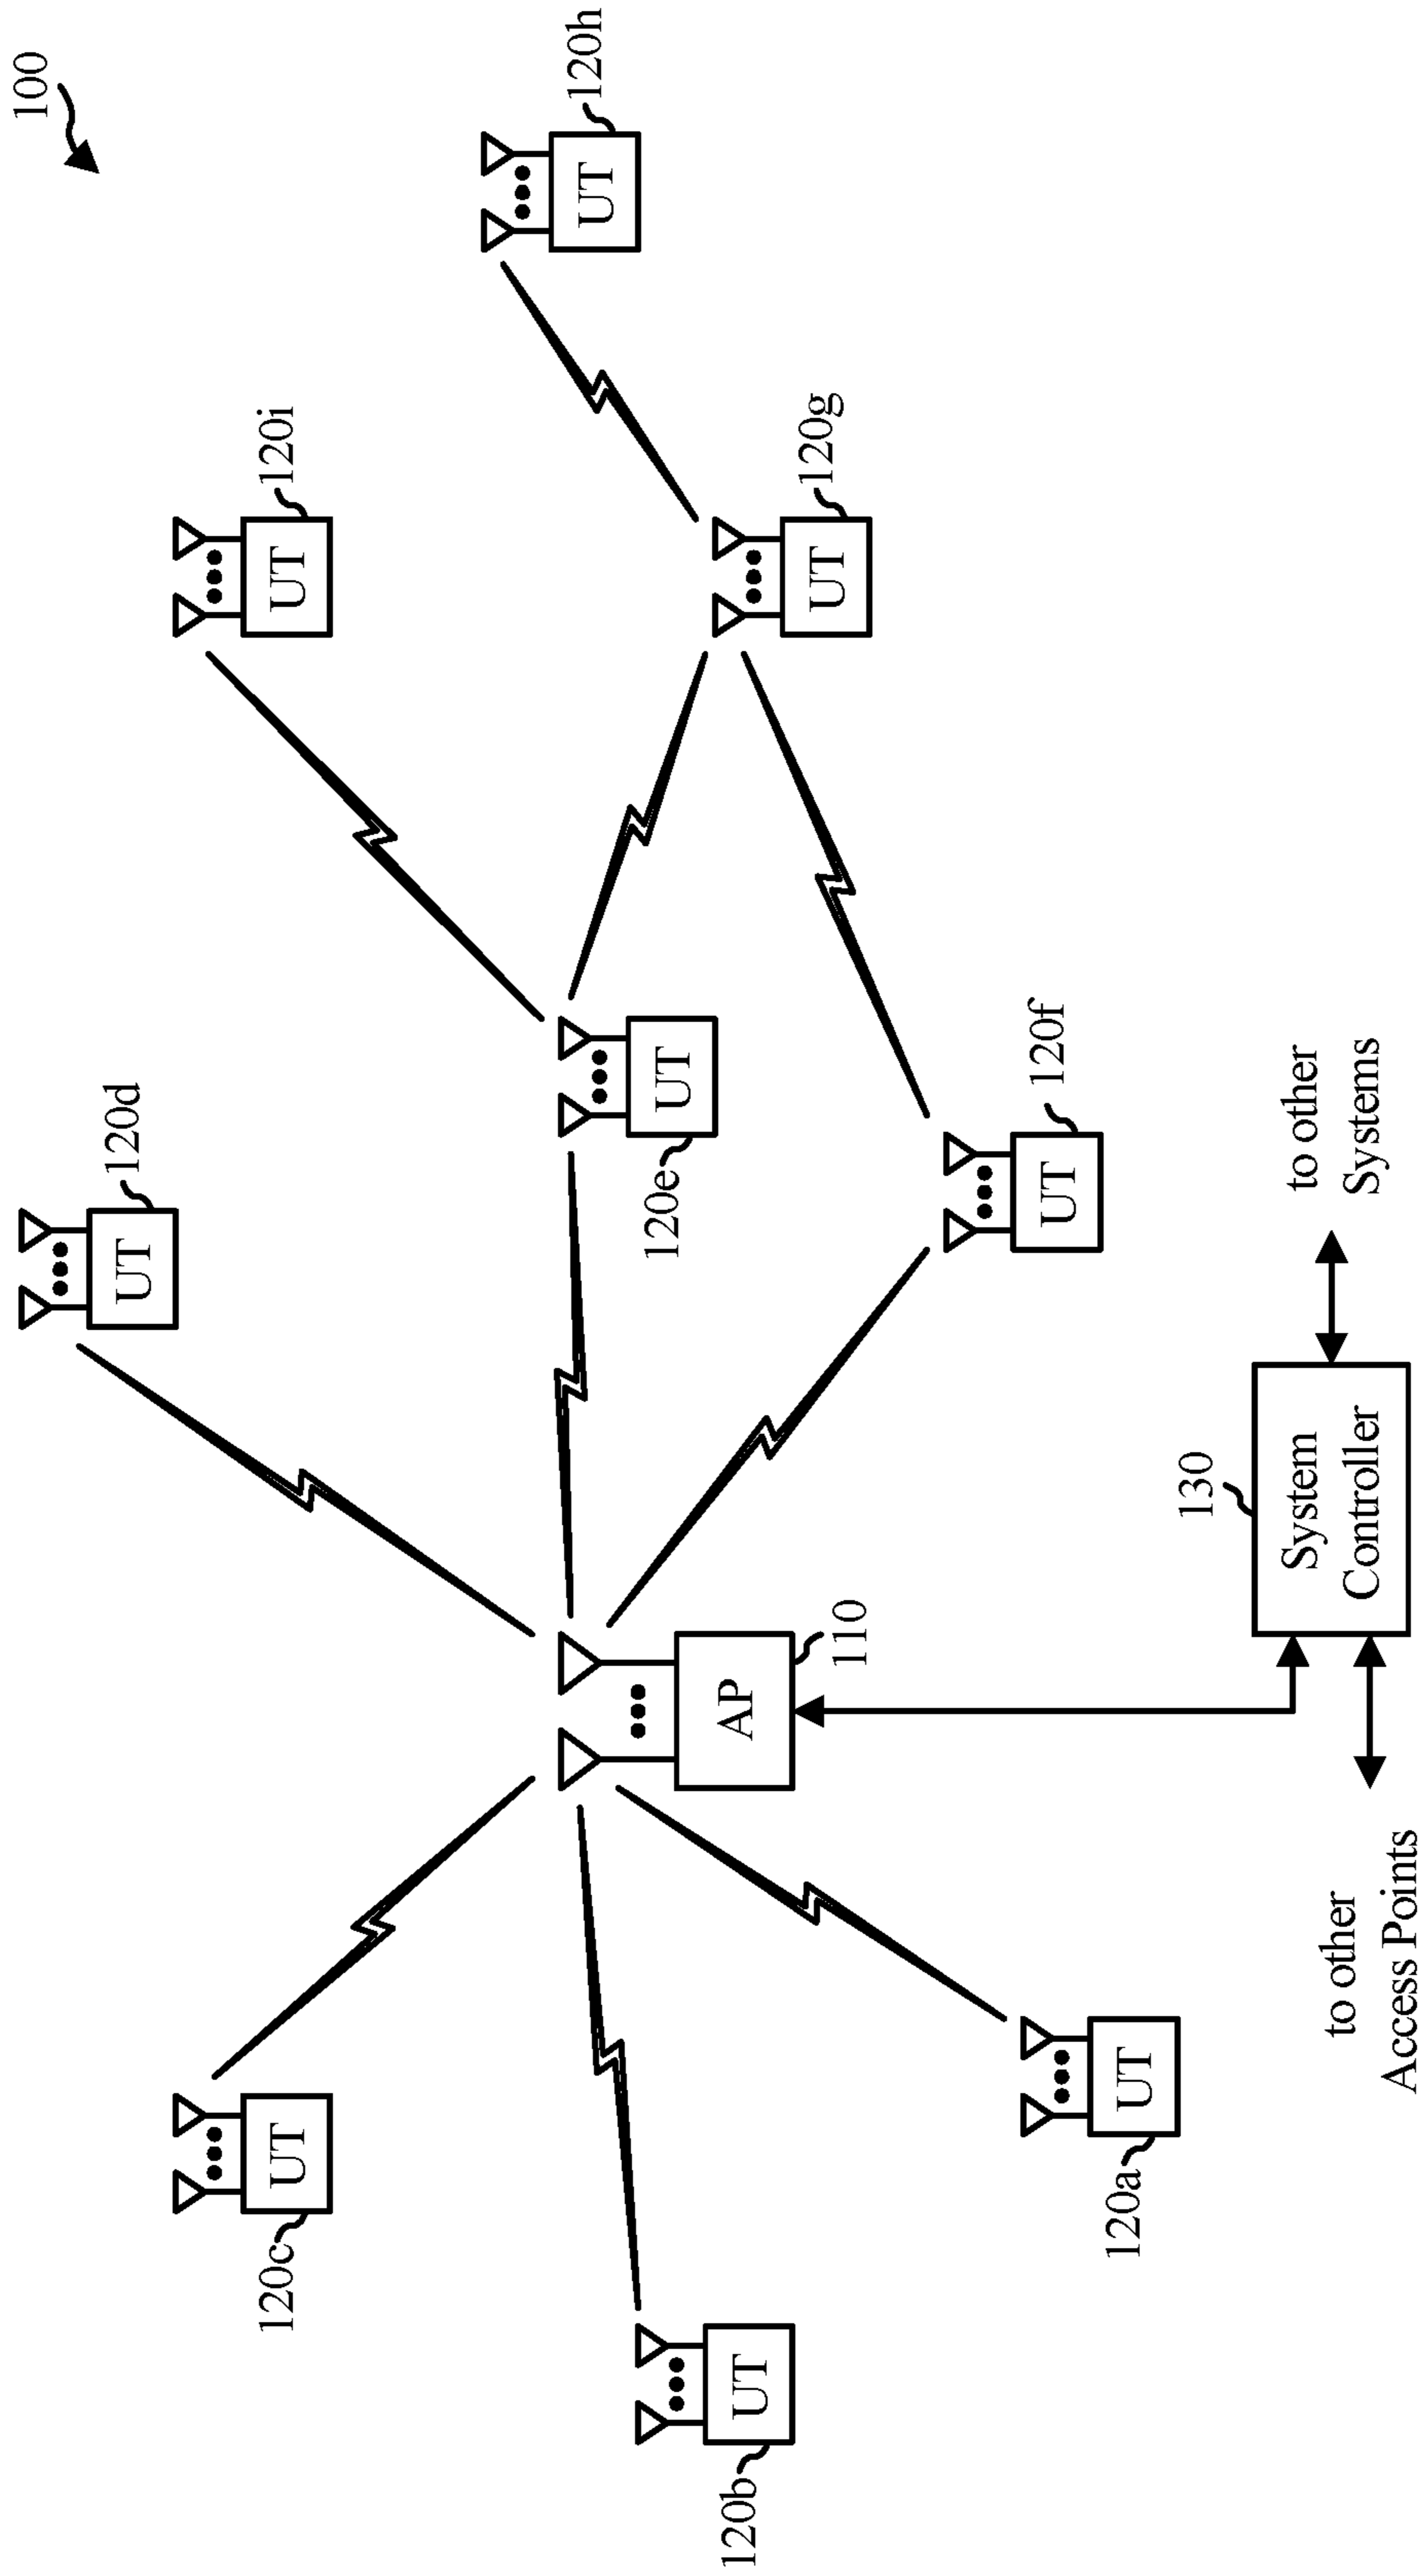 100
UT
120d
UT
120i
UT
120c
UT
120h
UT
120e
UT
120g
UT
120b
AP
110
UT
120f
UT
120a
130
System
Controller
to other
Systems
to other
Access Points